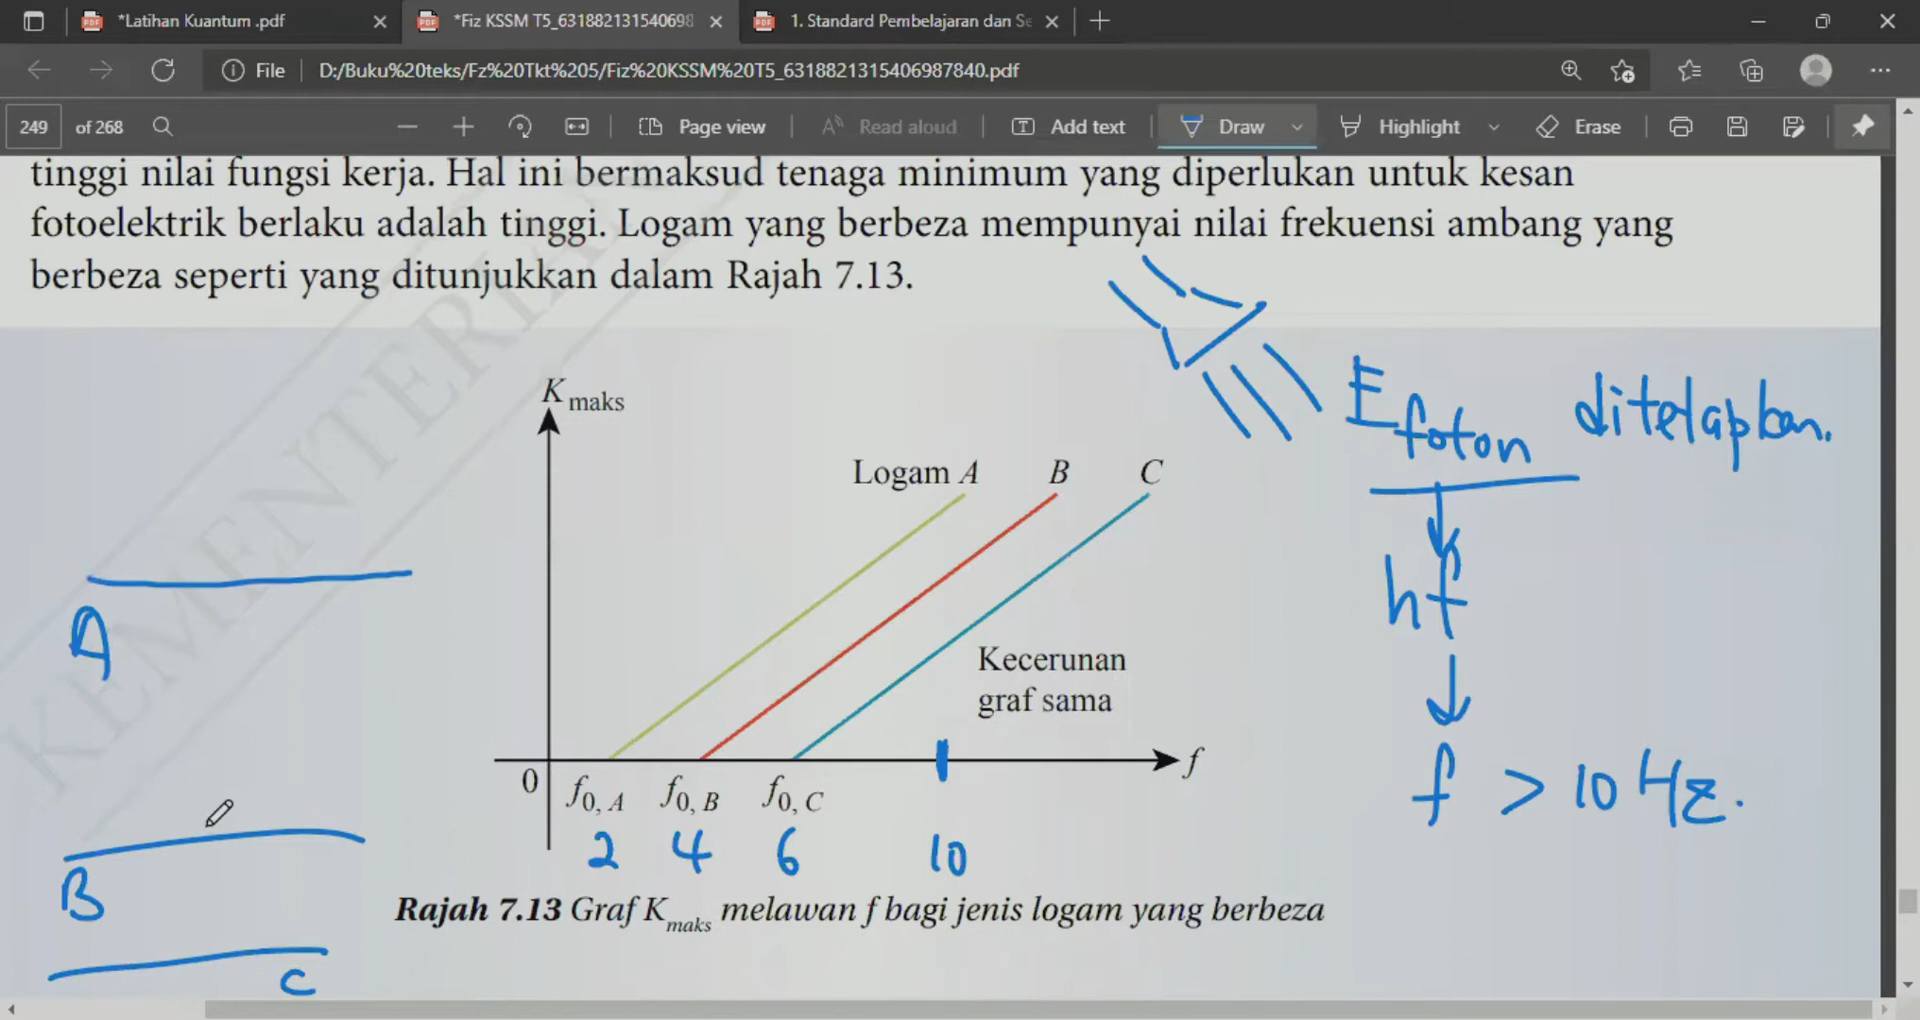 *Latihan Kuantum .pdf
*Fiz KSSM T5_631882131540698
1. Standard Pembelajaran dan Se
File
D:/Buku%20teks/Fz%20Tkt%205/Fiz%20KSSM%20T5_6318821315406987840.pdf
249 of 268
Page view
Read aloud
Add text
Draw
Highlight
Erase
tinggi nilai fungsi kerja. Hal ini bermaksud tenaga minimum yang diperlukan untuk kesan
fotoelektrik berlaku adalah tinggi. Logam yang berbeza mempunyai nilai frekuensi ambang yang
berbeza seperti yang ditunjukkan dalam Rajah 7.13.
KEMENTERIAN
K maks
Logam A B C
E foton ditetapkan.
hf
f > 10 Hz.
Kecerunan
graf sama
0 f0, A f0, B f0, C f
2 4 6 10
A
B
C
Rajah 7.13 Graf Kmaks melawan f bagi jenis logam yang berbeza